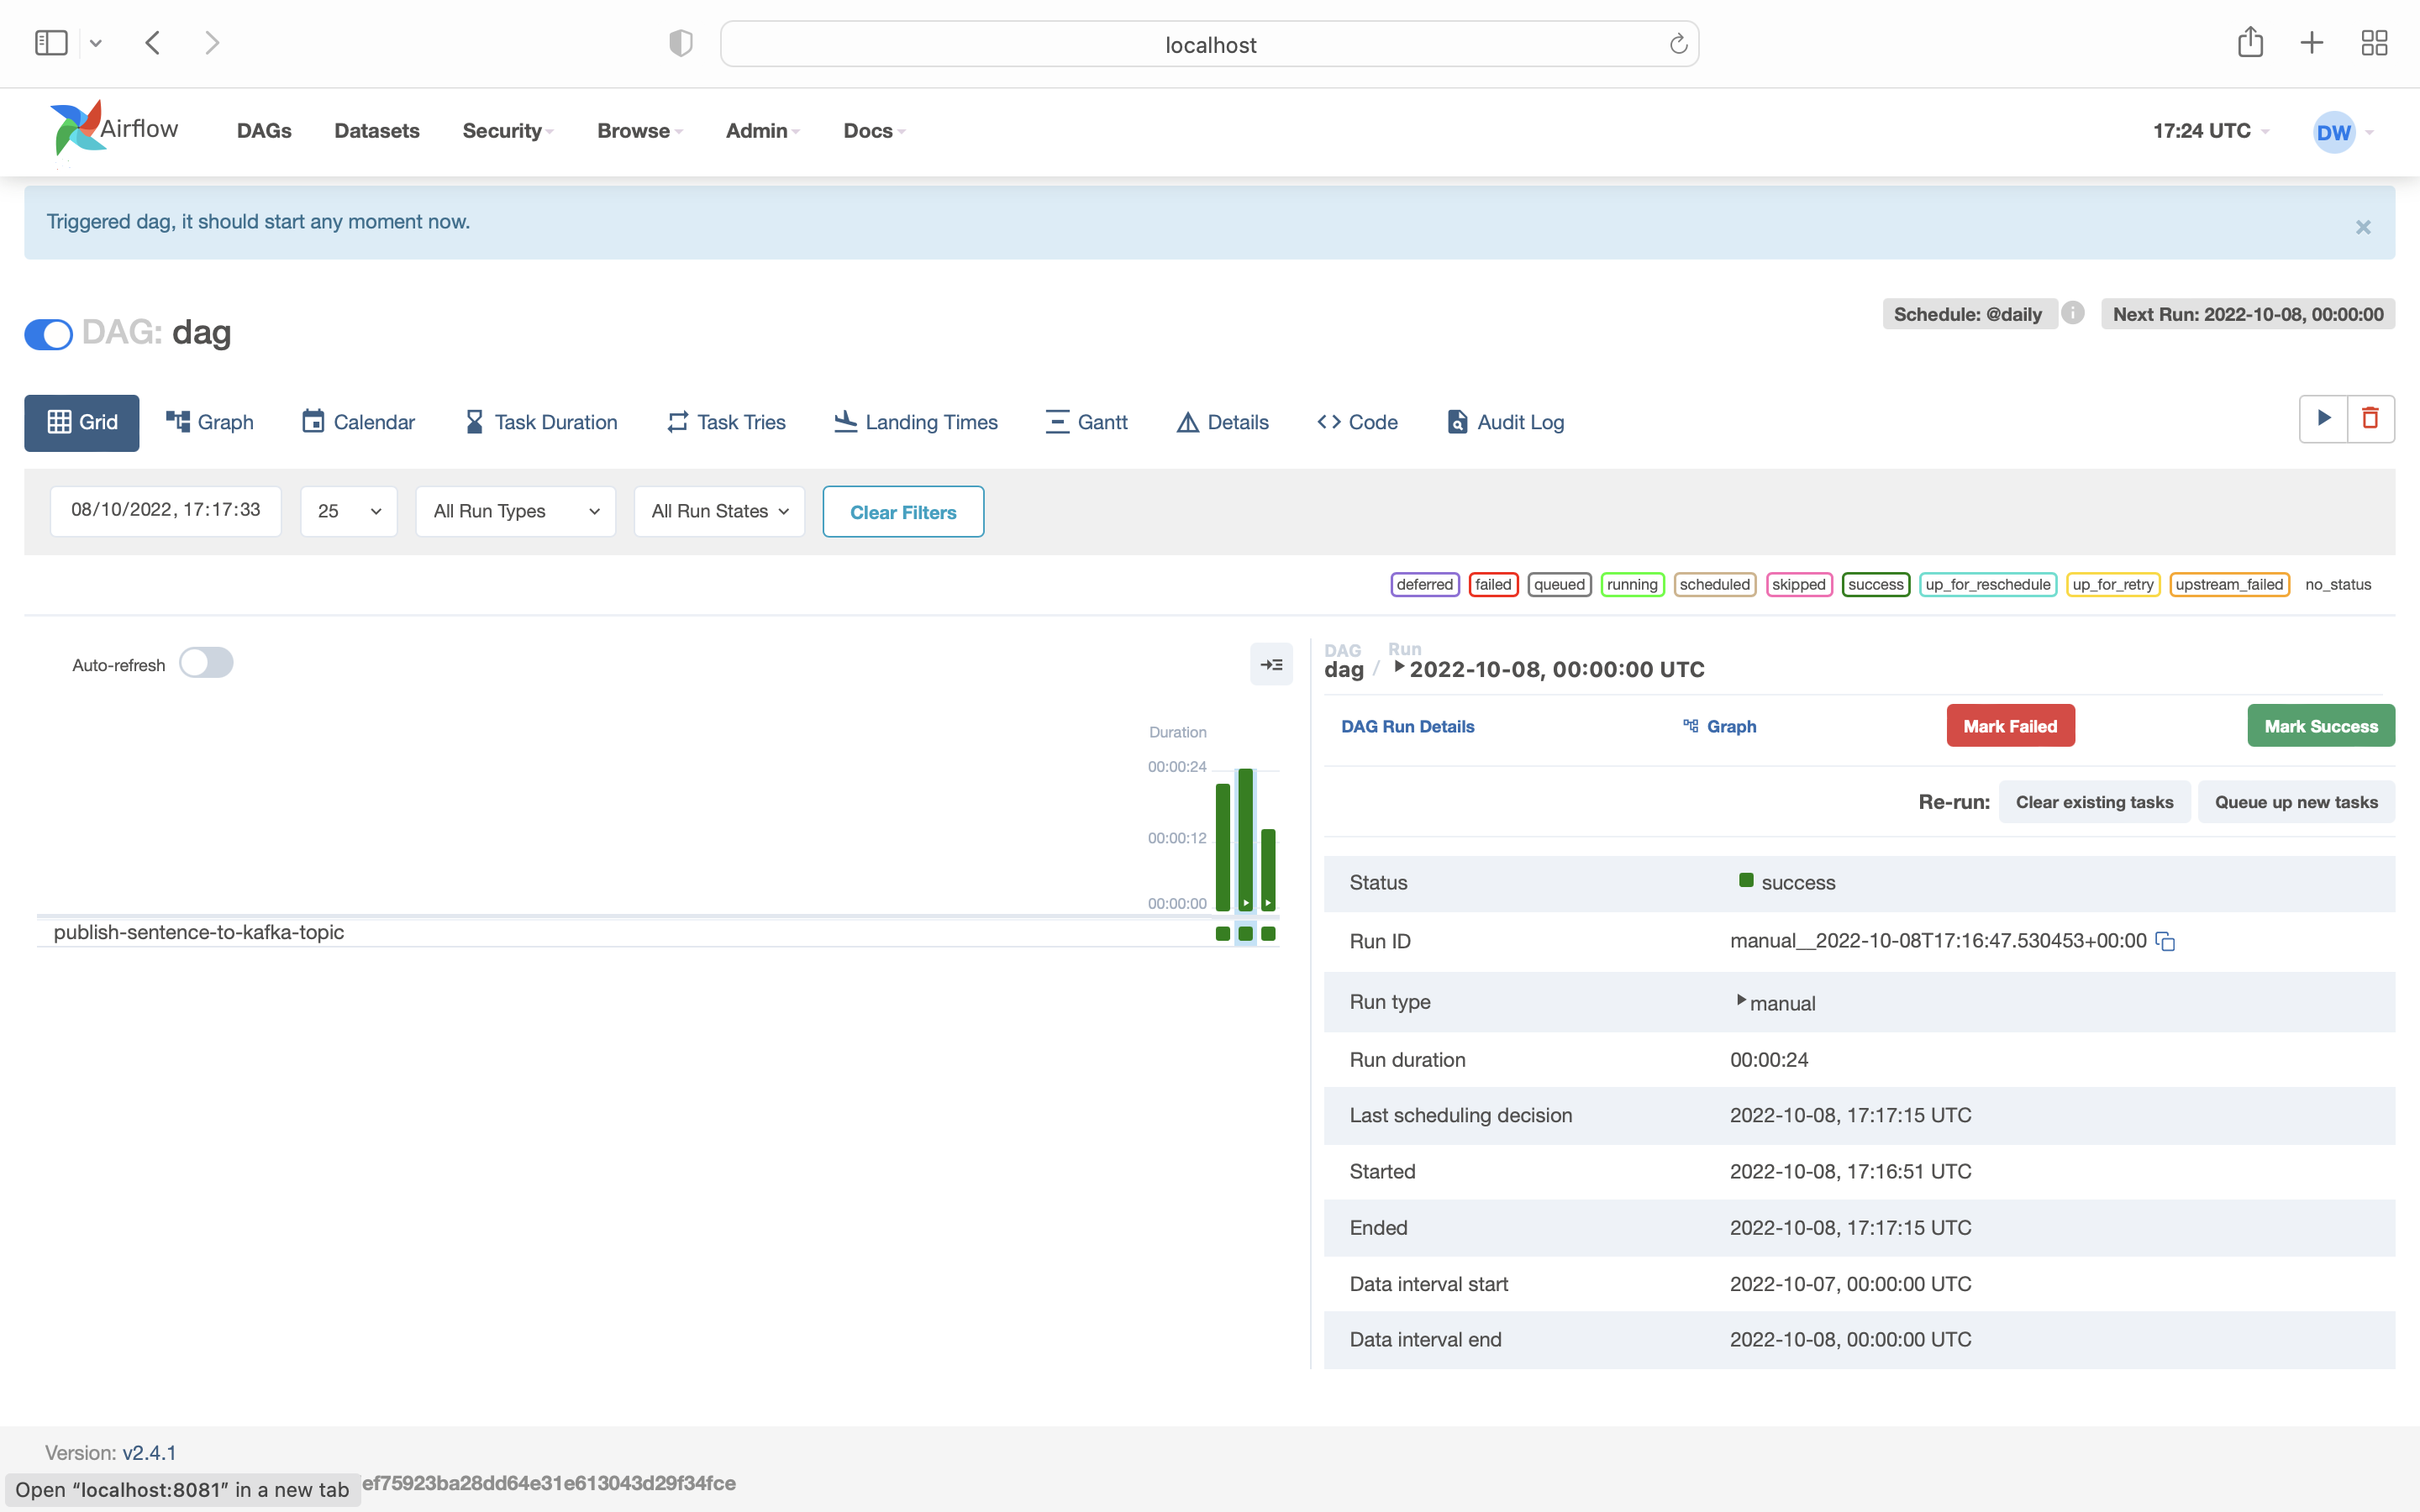 localhost
Airflow DAGs Datasets Security Browse Admin Docs 17:24 UTC DW
Triggered dag, it should start any moment now. ×
DAG: dag
Schedule: @daily i Next Run: 2022-10-08, 00:00:00
Grid Graph Calendar Task Duration Task Tries Landing Times Gantt Details Code Audit Log
08/10/2022, 17:17:33 25 All Run Types All Run States Clear Filters
deferred failed queued running scheduled skipped success up_for_reschedule up_for_retry upstream_failed no_status
Auto-refresh
Duration
00:00:24
00:00:12
00:00:00
publish-sentence-to-kafka-topic
DAG Run
dag / 2022-10-08, 00:00:00 UTC
DAG Run Details Graph Mark Failed Mark Success
Re-run: Clear existing tasks Queue up new tasks
Status success
Run ID manual__2022-10-08T17:16:47.530453+00:00
Run type manual
Run duration 00:00:24
Last scheduling decision 2022-10-08, 17:17:15 UTC
Started 2022-10-08, 17:16:51 UTC
Ended 2022-10-08, 17:17:15 UTC
Data interval start 2022-10-07, 00:00:00 UTC
Data interval end 2022-10-08, 00:00:00 UTC
Version: v2.4.1
Open “localhost:8081” in a new tab ef75923ba28dd64e31e613043d29f34fce